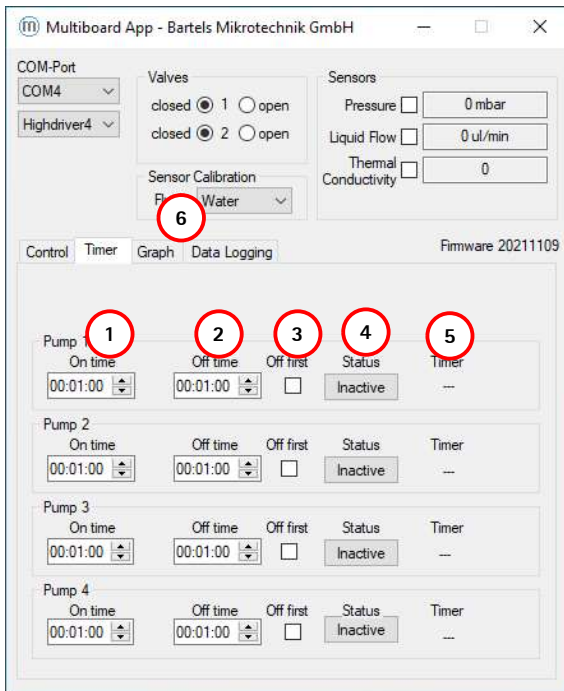 Multiboard App - Bartels Mikrotechnik GmbH
COM-Port
COM4
Highdriver4
Valves
closed 1 open
closed 2 open
Sensor Calibration
Water
Sensors
Pressure 0 mbar
Liquid Flow 0 ul/min
Thermal
Conductivity 0
6
Control Timer Graph Data Logging
Firmware 20211109
1 2 3 4 5
Pump 1
On time Off time Off first Status Timer
00:01:00 00:01:00 Inactive ---
Pump 2
On time Off time Off first Status Timer
00:01:00 00:01:00 Inactive ---
Pump 3
On time Off time Off first Status Timer
00:01:00 00:01:00 Inactive ---
Pump 4
On time Off time Off first Status Timer
00:01:00 00:01:00 Inactive ---